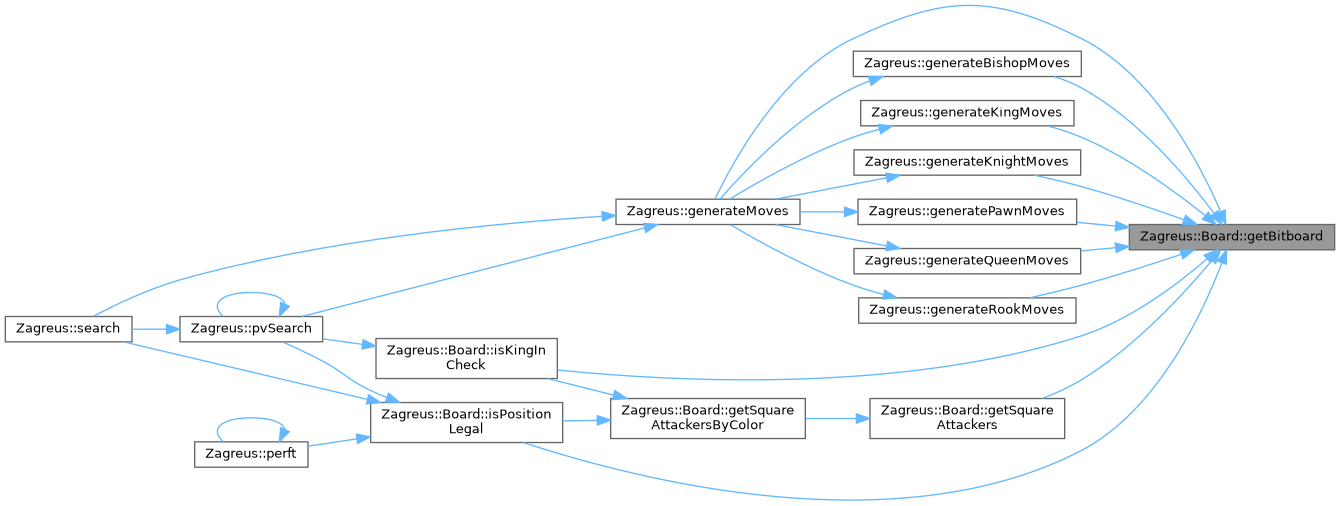 Zagreus::generateBishopMoves
Zagreus::generateKingMoves
Zagreus::generateKnightMoves
Zagreus::generateMoves
Zagreus::generatePawnMoves
Zagreus::Board::getBitboard
Zagreus::generateQueenMoves
Zagreus::generateRookMoves
Zagreus::search
Zagreus::pvSearch
Zagreus::Board::isKingIn
Check
Zagreus::Board::isPosition
Legal
Zagreus::Board::getSquare
AttackersByColor
Zagreus::Board::getSquare
Attackers
Zagreus::perft